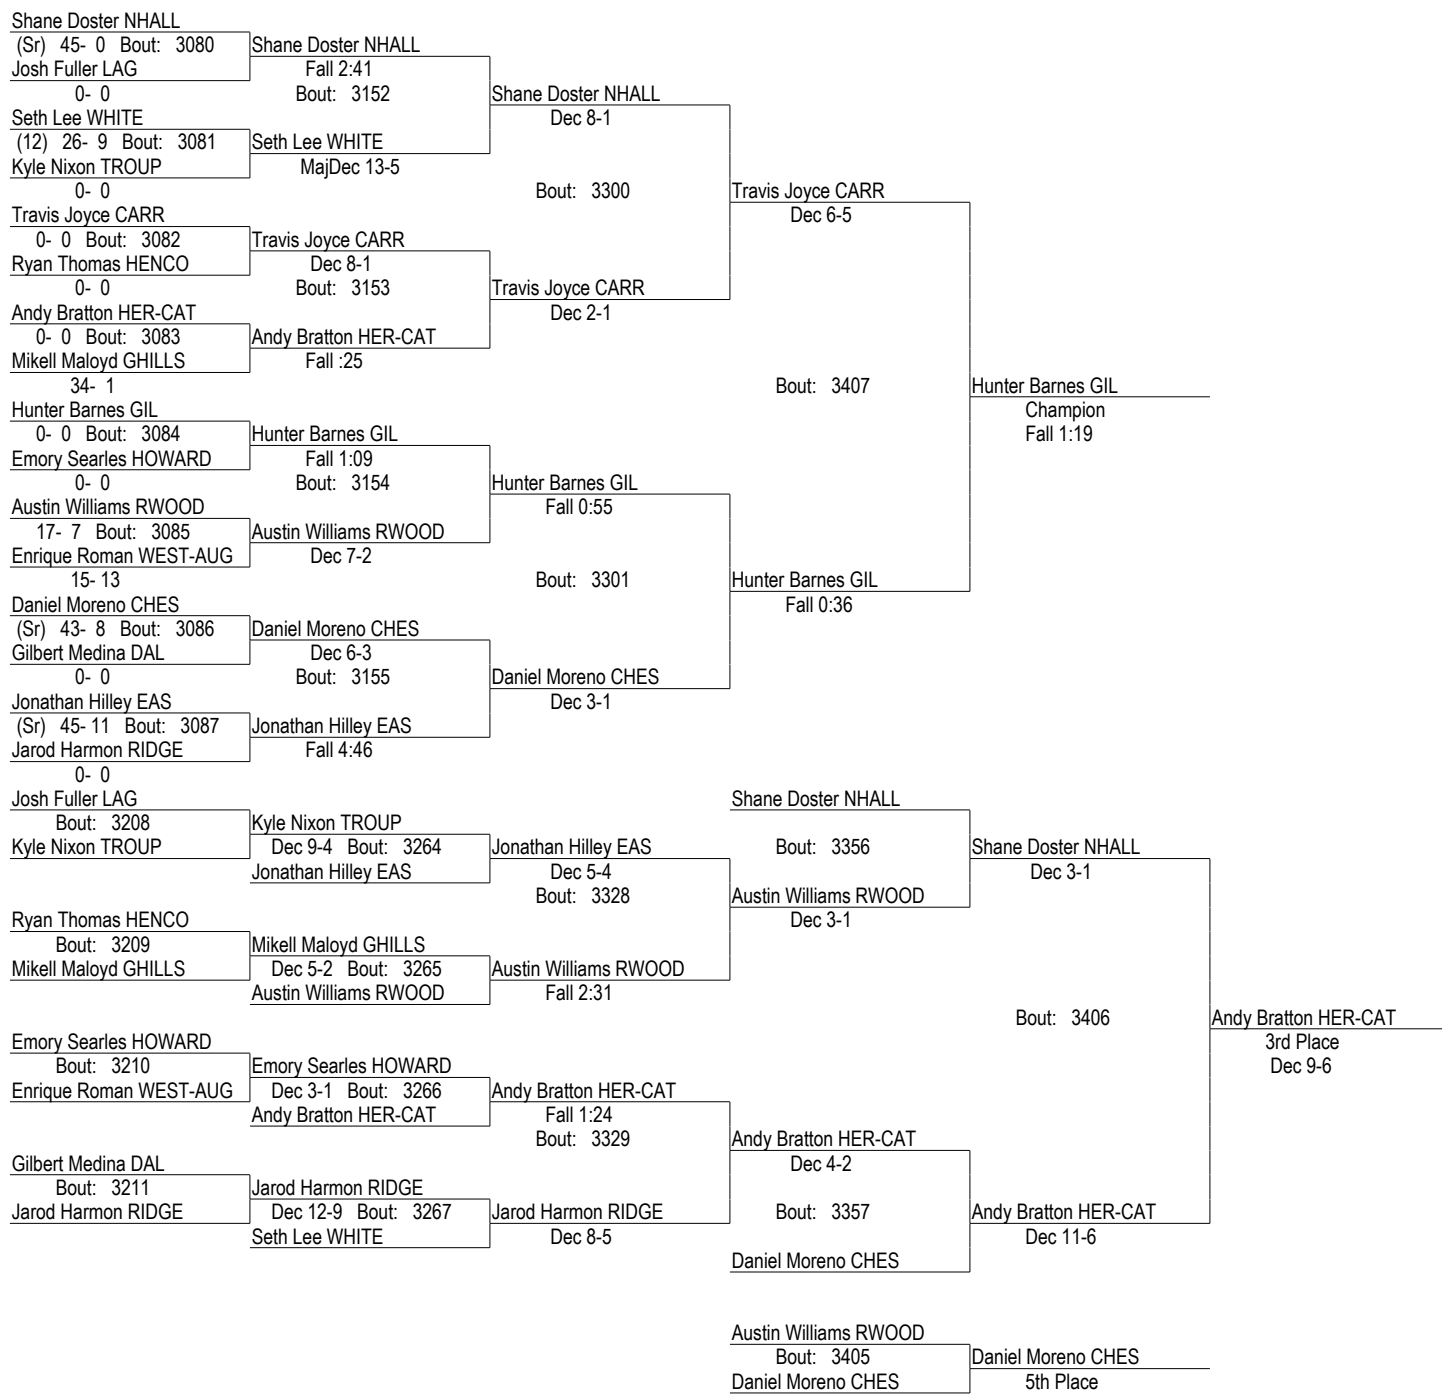 Shane Doster NHALL
(Sr) 45- 0 Bout: 3080
Josh Fuller LAG
0- 0
Seth Lee WHITE
(12) 26- 9 Bout: 3081
Kyle Nixon TROUP
0- 0
Travis Joyce CARR
0- 0 Bout: 3082
Ryan Thomas HENCO
0- 0
Andy Bratton HER-CAT
0- 0 Bout: 3083
Mikell Maloyd GHILLS
34- 1
Hunter Barnes GIL
0- 0 Bout: 3084
Emory Searles HOWARD
0- 0
Austin Williams RWOOD
17- 7 Bout: 3085
Enrique Roman WEST-AUG
15- 13
Daniel Moreno CHES
(Sr) 43- 8 Bout: 3086
Gilbert Medina DAL
0- 0
Jonathan Hilley EAS
(Sr) 45- 11 Bout: 3087
Jarod Harmon RIDGE
0- 0
Shane Doster NHALL
Fall 2:41
Bout: 3152
Seth Lee WHITE
MajDec 13-5
Travis Joyce CARR
Dec 8-1
Bout: 3153
Andy Bratton HER-CAT
Fall :25
Hunter Barnes GIL
Fall 1:09
Bout: 3154
Austin Williams RWOOD
Dec 7-2
Daniel Moreno CHES
Dec 6-3
Bout: 3155
Jonathan Hilley EAS
Fall 4:46
Shane Doster NHALL
Dec 8-1
Bout: 3300
Travis Joyce CARR
Dec 2-1
Hunter Barnes GIL
Fall 0:55
Bout: 3301
Daniel Moreno CHES
Dec 3-1
Travis Joyce CARR
Dec 6-5
Bout: 3407
Hunter Barnes GIL
Fall 0:36
Hunter Barnes GIL
Champion
Fall 1:19
Josh Fuller LAG
Bout: 3208
Kyle Nixon TROUP
Ryan Thomas HENCO
Bout: 3209
Mikell Maloyd GHILLS
Emory Searles HOWARD
Bout: 3210
Enrique Roman WEST-AUG
Gilbert Medina DAL
Bout: 3211
Jarod Harmon RIDGE
Kyle Nixon TROUP
Dec 9-4 Bout: 3264
Jonathan Hilley EAS
Mikell Maloyd GHILLS
Dec 5-2 Bout: 3265
Austin Williams RWOOD
Emory Searles HOWARD
Dec 3-1 Bout: 3266
Andy Bratton HER-CAT
Jarod Harmon RIDGE
Dec 12-9 Bout: 3267
Seth Lee WHITE
Jonathan Hilley EAS
Dec 5-4
Bout: 3328
Austin Williams RWOOD
Fall 2:31
Andy Bratton HER-CAT
Fall 1:24
Bout: 3329
Jarod Harmon RIDGE
Dec 8-5
Shane Doster NHALL
Bout: 3356
Austin Williams RWOOD
Dec 3-1
Andy Bratton HER-CAT
Dec 4-2
Bout: 3357
Daniel Moreno CHES
Shane Doster NHALL
Dec 3-1
Bout: 3406
Andy Bratton HER-CAT
Dec 11-6
Andy Bratton HER-CAT
3rd Place
Dec 9-6
Austin Williams RWOOD
Bout: 3405
Daniel Moreno CHES
Daniel Moreno CHES
5th Place